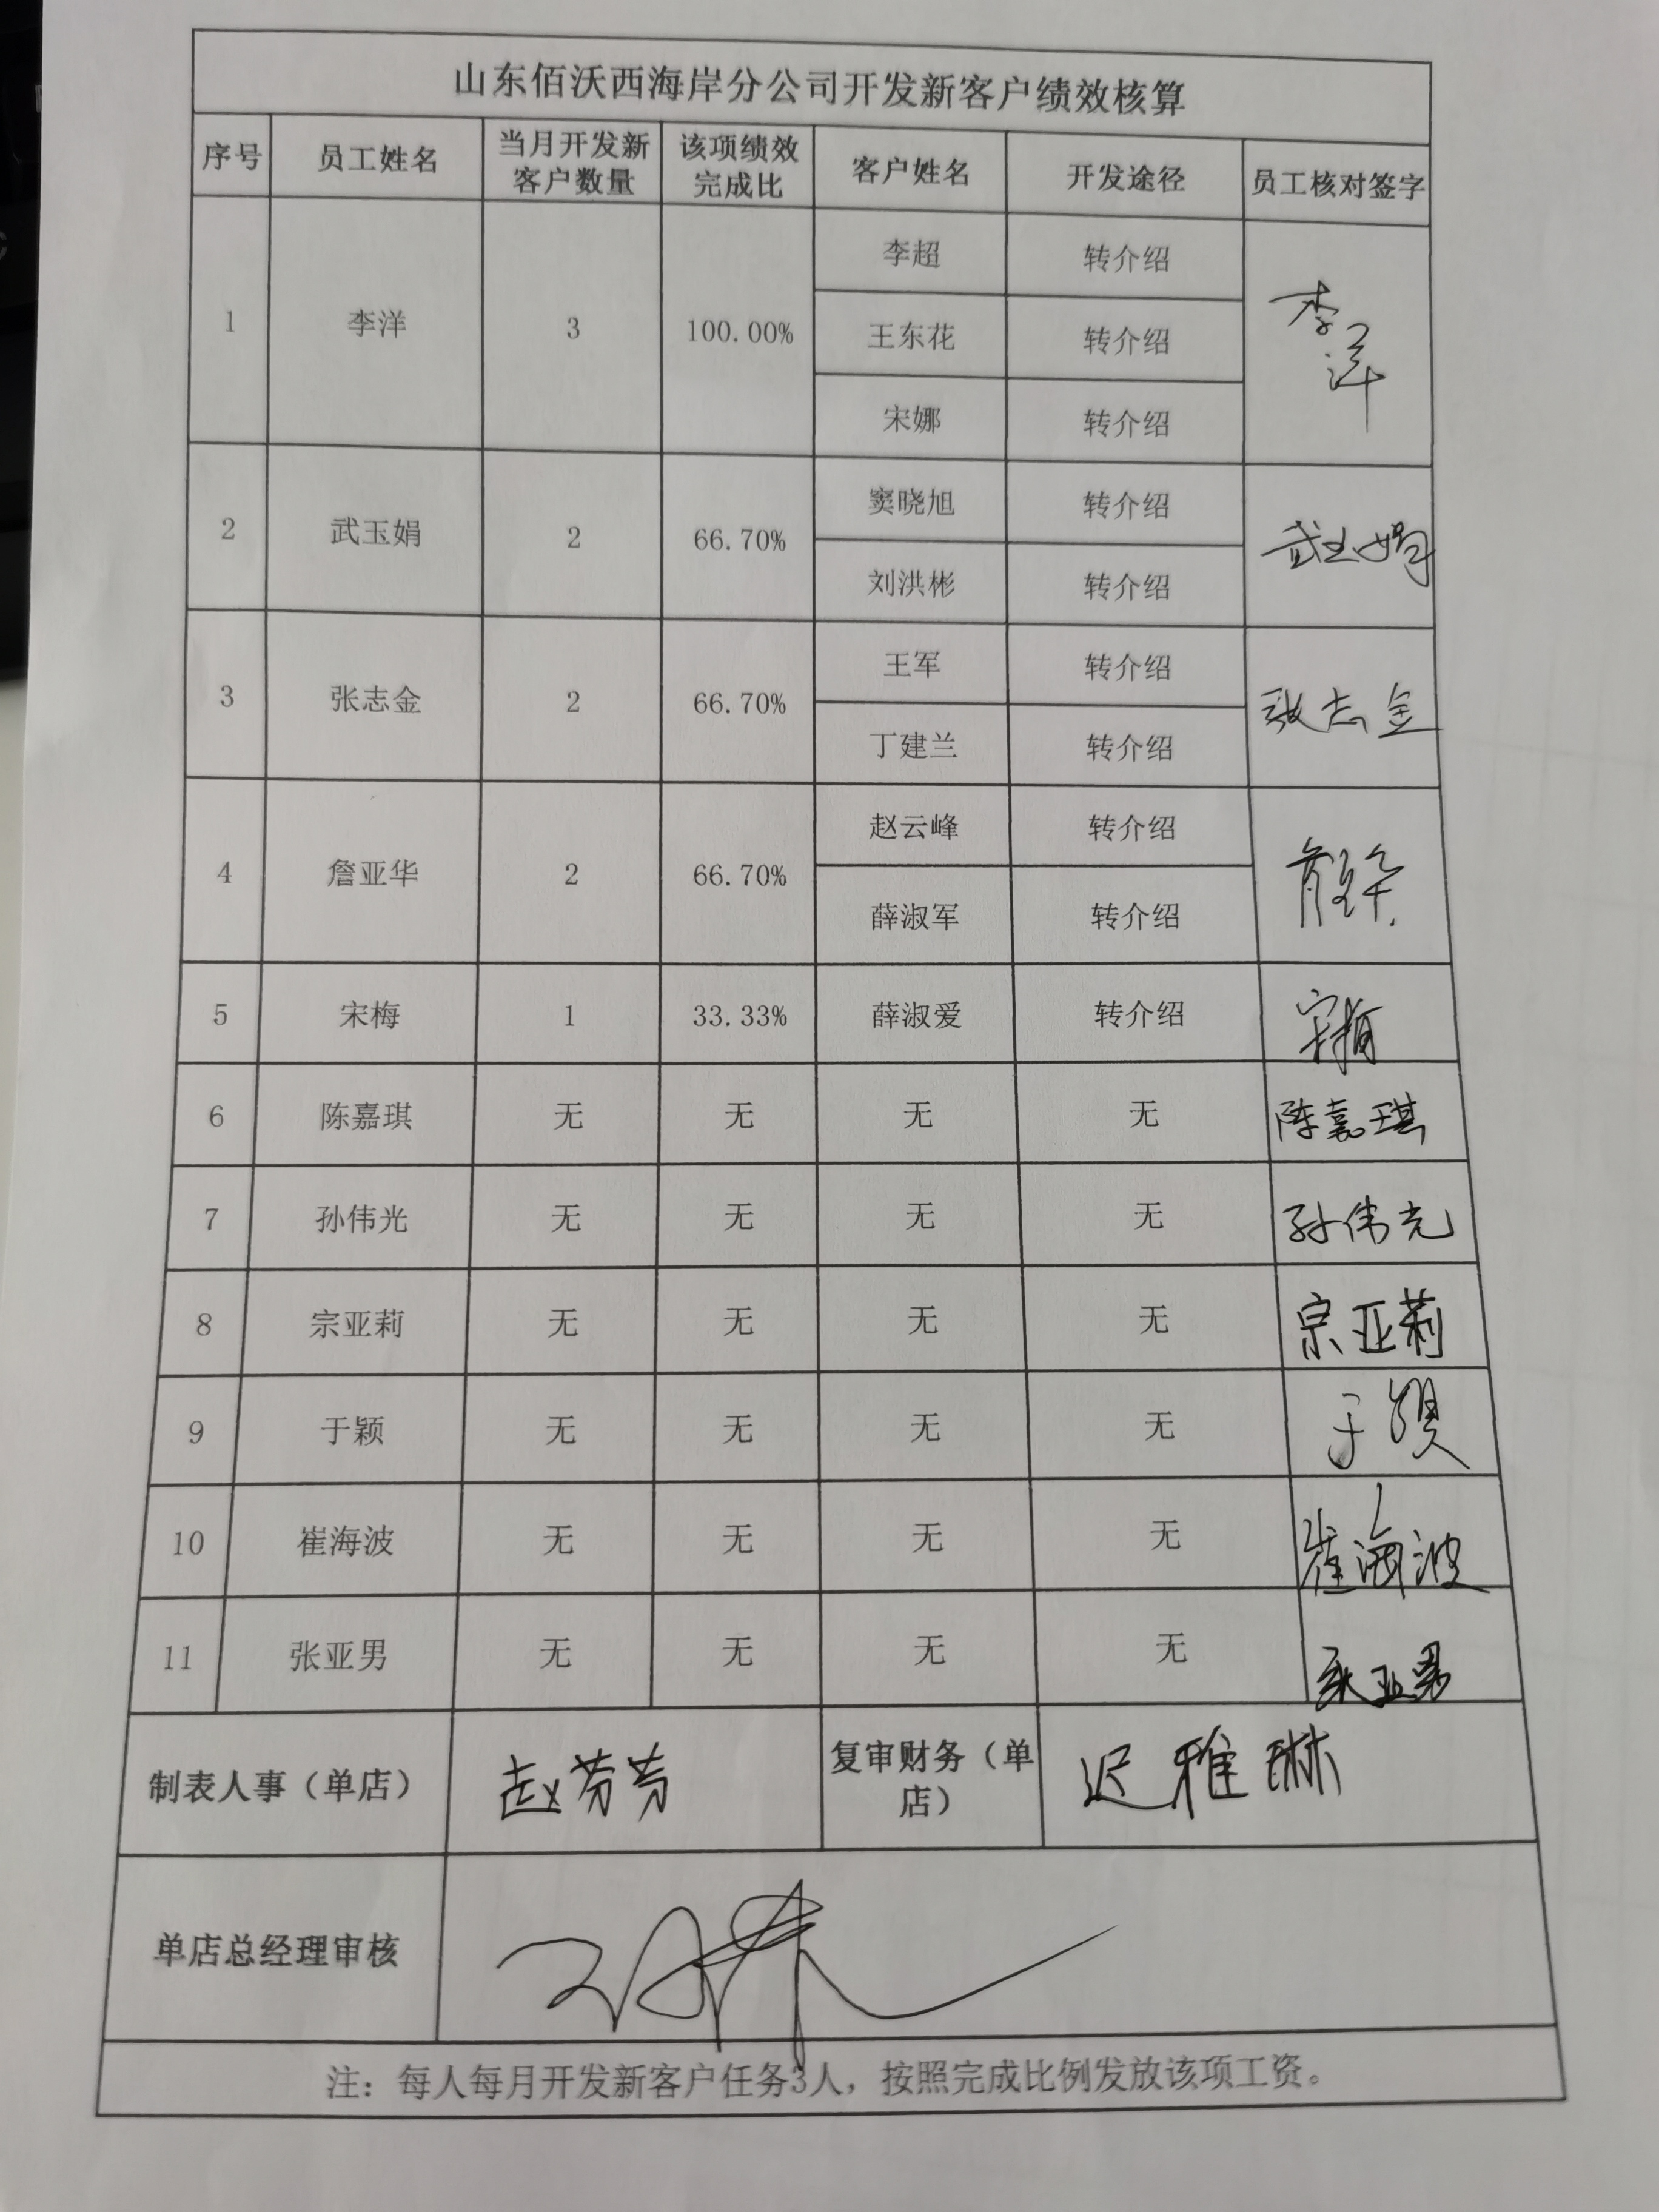 山东佰沃西海岸分公司开发新客户绩效核算
序号 员工姓名 当月开发新客户数量 该项绩效完成比 客户姓名 开发途径 员工核对签字
1 李洋 3 100.00% 李超 转介绍 李洋
王东花 转介绍
宋娜 转介绍
2 武玉娟 2 66.70% 窦晓旭 转介绍 武玉娟
刘洪彬 转介绍
3 张志金 2 66.70% 王军 转介绍 张志金
丁建兰 转介绍
4 詹亚华 2 66.70% 赵云峰 转介绍 詹亚华
薛淑军 转介绍
5 宋梅 1 33.33% 薛淑爱 转介绍 宋梅
6 陈嘉琪 无 无 无 无 陈嘉琪
7 孙伟光 无 无 无 无 孙伟光
8 宗亚莉 无 无 无 无 宗亚莉
9 于颖 无 无 无 无 于颖
10 崔海波 无 无 无 无 崔海波
11 张亚男 无 无 无 无 张亚男
制表人事（单店） 赵芬芳 复审财务（单店） 迟雅琳
单店总经理审核
注：每人每月开发新客户任务3人，按照完成比例发放该项工资。